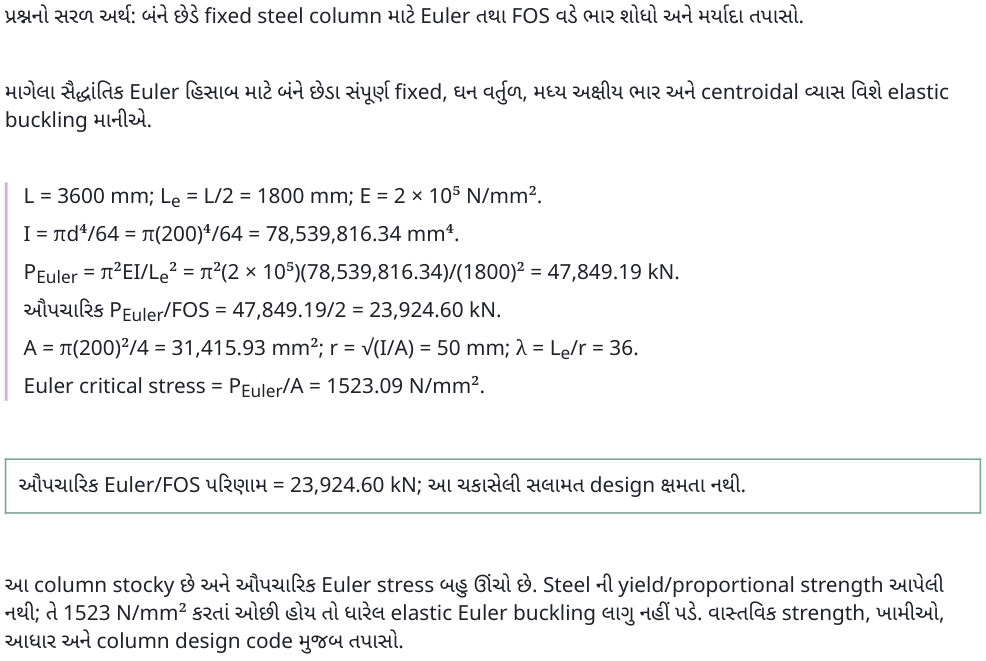 પ્રશ્નનો સરળ અર્થ: બંને છેડે fixed steel column માટે Euler તથા FOS વડે ભાર શોધો અને મર્યાદા તપાસો.
માગેલા સૈદ્ધાંતિક Euler હિસાબ માટે બંને છેડા સંપૂર્ણ fixed, ઘન વર્તુળ, મધ્ય અક્ષીય ભાર અને centroidal વ્યાસ વિશે elastic
buckling માનીએ.
L = 3600 mm; Lₑ = L/2 = 1800 mm; E = 2 × 10⁵ N/mm².
I = πd⁴/64 = π(200)⁴/64 = 78,539,816.34 mm⁴.
P_Euler = π²EI/Lₑ² = π²(2 × 10⁵)(78,539,816.34)/(1800)² = 47,849.19 kN.
ઔપચારિક P_Euler/FOS = 47,849.19/2 = 23,924.60 kN.
A = π(200)²/4 = 31,415.93 mm²; r = √(I/A) = 50 mm; λ = Lₑ/r = 36.
Euler critical stress = P_Euler/A = 1523.09 N/mm².
ઔપચારિક Euler/FOS પરિણામ = 23,924.60 kN; આ ચકાસેલી સલામત design ક્ષમતા નથી.
આ column stocky છે અને ઔપચારિક Euler stress બહુ ઊંચો છે. Steel ની yield/proportional strength આપેલી
નથી; તે 1523 N/mm² કરતાં ઓછી હોય તો ધારેલ elastic Euler buckling લાગુ નહીં પડે. વાસ્તવિક strength, ખામીઓ,
આધાર અને column design code મુજબ તપાસો.